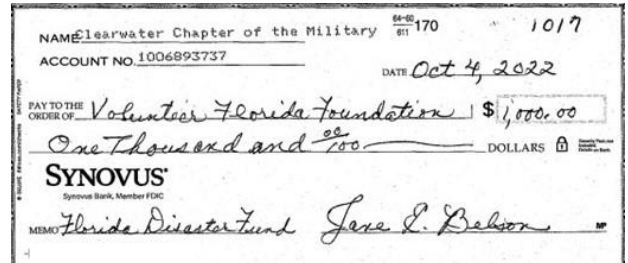 NAME Clearwater Chapter of the Military 64-60/611 170 1017
ACCOUNT NO. 1006893737
DATE Oct 4, 2022
PAY TO THE ORDER OF Volunteer Florida Foundation $ 1,000.00
One Thousand and 00/100 DOLLARS
SYNOVUS
Synovus Bank, Member FDIC
MEMO Florida Disaster Fund Jane E. Belson MP